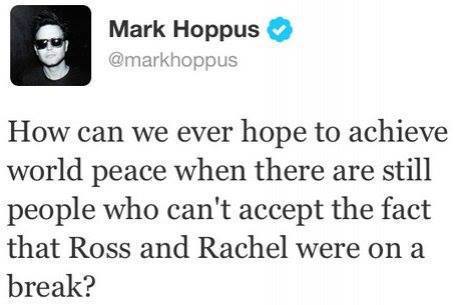 Mark Hoppus
@markhoppus
How can we ever hope to achieve
world peace when there are still
people who can't accept the fact
that Ross and Rachel were on a
break?